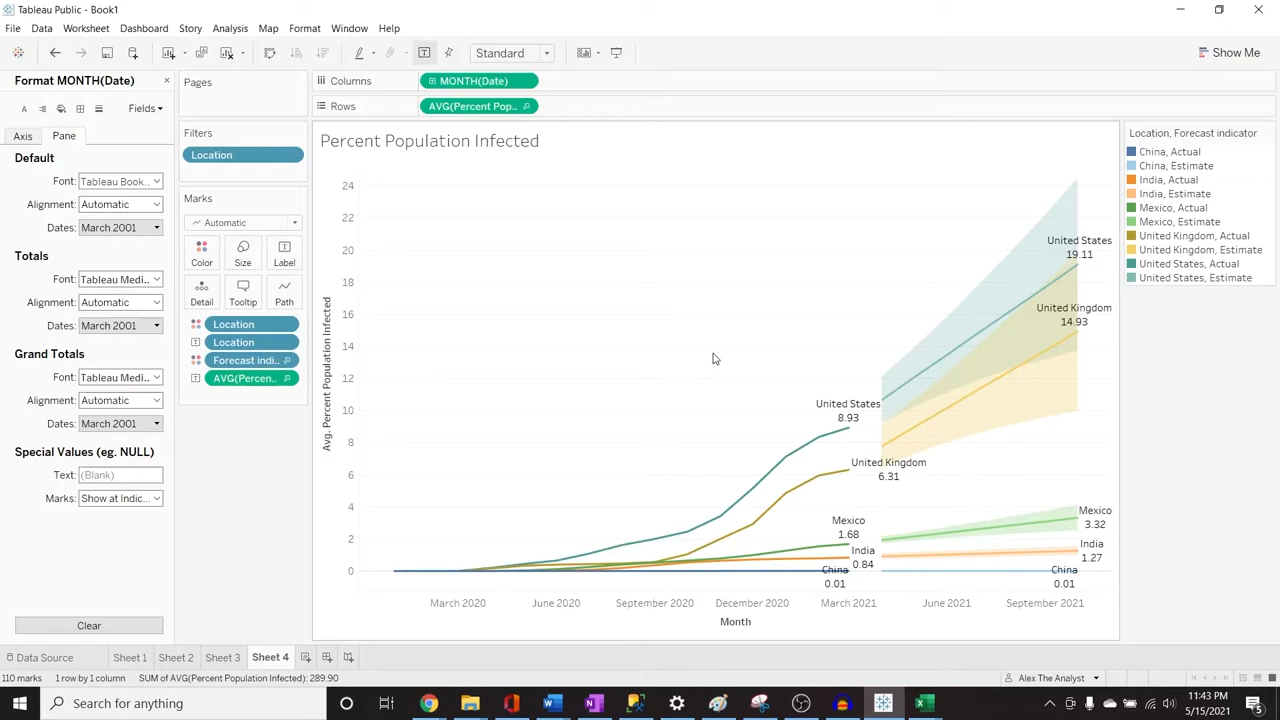 Tableau Public - Book1
File Data Worksheet Dashboard Story Analysis Map Format Window Help
Standard
Show Me
Format MONTH(Date)
Fields
Axis Pane
Default
Font: Tableau Book..
Alignment: Automatic
Dates: March 2001
Totals
Font: Tableau Medi..
Alignment: Automatic
Dates: March 2001
Grand Totals
Font: Tableau Medi..
Alignment: Automatic
Dates: March 2001
Special Values (eg. NULL)
Text: (Blank)
Marks: Show at Indic...
Clear
Pages
Filters
Location
Marks
Automatic
Color Size Label
Detail Tooltip Path
Location
Location
Forecast indi..
AVG(Percen..
Columns MONTH(Date)
Rows AVG(Percent Pop..
Percent Population Infected
Avg. Percent Population Infected
24
22
20
18
16
14
12
10
8
6
4
2
0
United States
19.11
United Kingdom
14.93
United States
8.93
United Kingdom
6.31
Mexico
3.32
Mexico
1.68
India
1.27
India
0.84
China
0.01
China
0.01
March 2020 June 2020 September 2020 December 2020 March 2021 June 2021 September 2021
Month
Location, Forecast indicator
China, Actual
China, Estimate
India, Actual
India, Estimate
Mexico, Actual
Mexico, Estimate
United Kingdom, Actual
United Kingdom, Estimate
United States, Actual
United States, Estimate
Data Source Sheet 1 Sheet 2 Sheet 3 Sheet 4
110 marks 1 row by 1 column SUM of AVG(Percent Population Infected): 289.90
Alex The Analyst
Search for anything
11:43 PM
5/15/2021
5